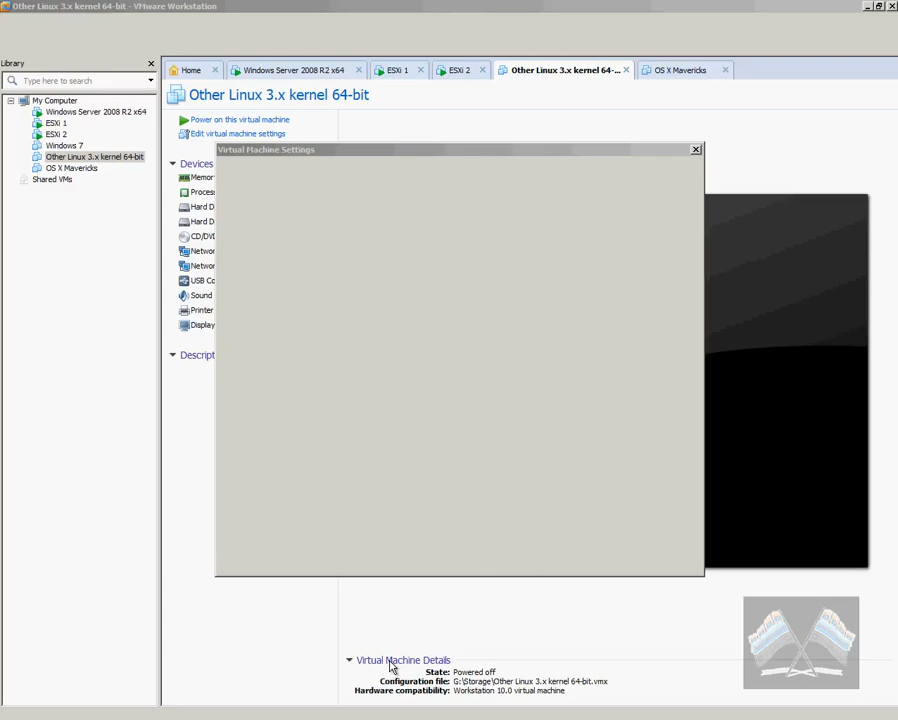 Other Linux 3.x kernel 64-bit - VMware Workstation
Library
Type here to search
My Computer
Windows Server 2008 R2 x64
ESXi 1
ESXi 2
Windows 7
Other Linux 3.x kernel 64-bit
OS X Mavericks
Shared VMs
Home
Windows Server 2008 R2 x64
ESXi 1
ESXi 2
Other Linux 3.x kernel 64-...
OS X Mavericks
Other Linux 3.x kernel 64-bit
Power on this virtual machine
Edit virtual machine settings
Virtual Machine Settings
Devices
Memor
Proces
Hard D
Hard D
CD/DV
Networ
Networ
USB Co
Sound
Printer
Display
Descript
Virtual Machine Details
State: Powered off
Configuration file: G:\Storage\Other Linux 3.x kernel 64-bit.vmx
Hardware compatibility: Workstation 10.0 virtual machine